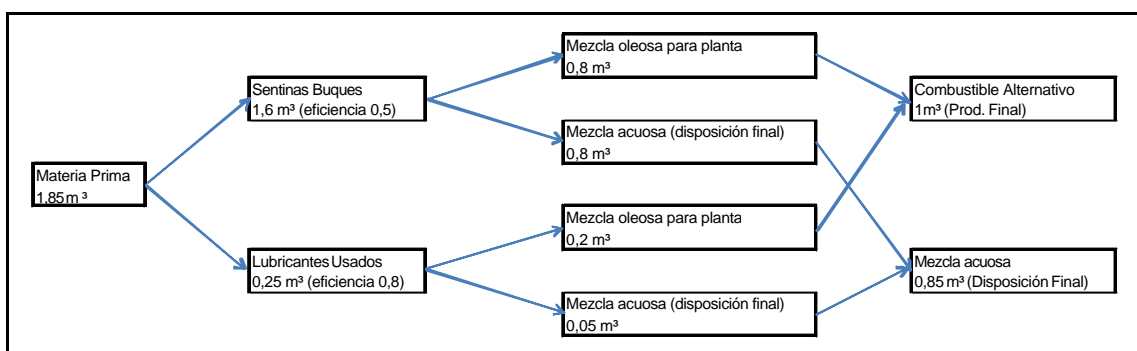 Materia Prima
1,85 m³
Sentinas Buques
1,6 m³ (eficiencia 0,5)
Lubricantes Usados
0,25 m³ (eficiencia 0,8)
Mezcla oleosa para planta
0,8 m³
Mezcla acuosa (disposición final)
0,8 m³
Mezcla oleosa para planta
0,2 m³
Mezcla acuosa (disposición final)
0,05 m³
Combustible Alternativo
1m³ (Prod. Final)
Mezcla acuosa
0,85 m³ (Disposición Final)